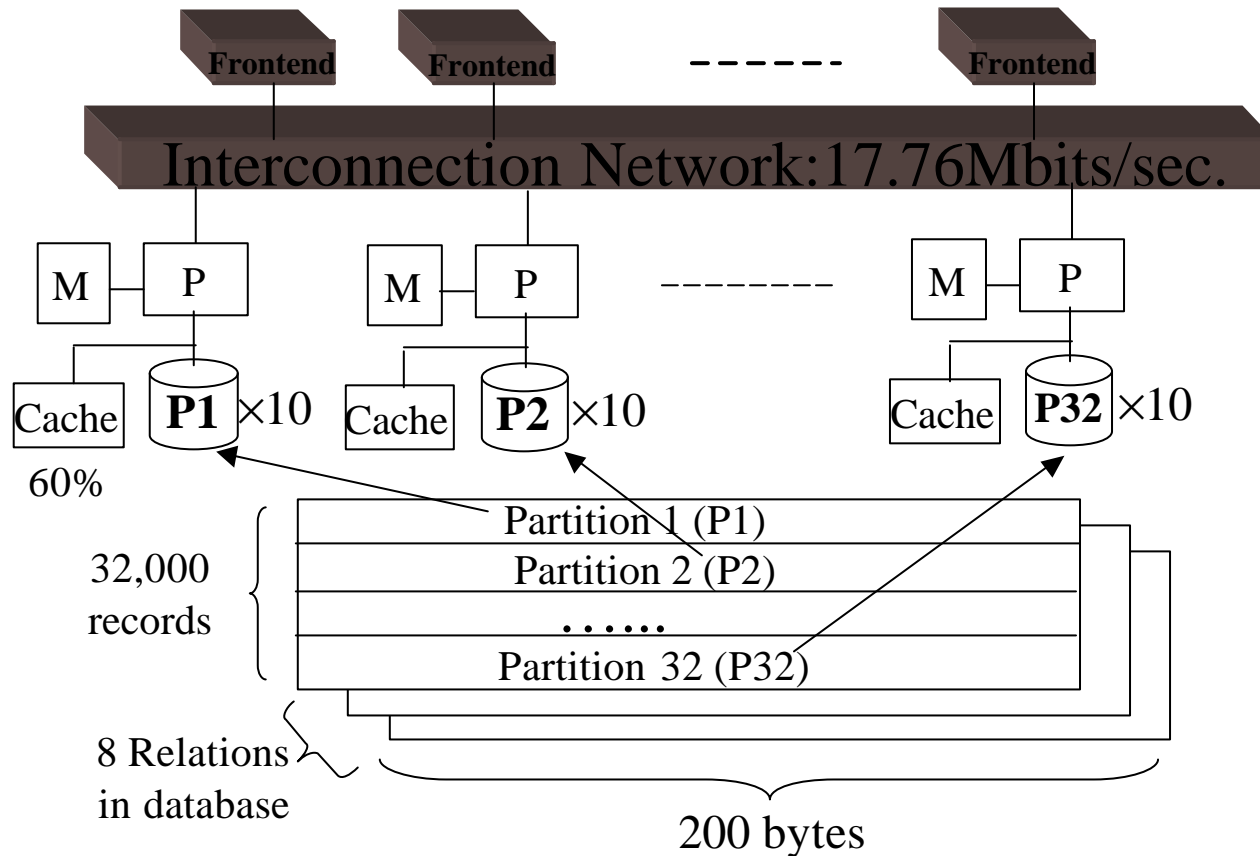 Frontend Frontend Frontend
Interconnection Network:17.76Mbits/sec.
M P M P M P
Cache P1 ×10 Cache P2 ×10 Cache P32 ×10
60%
Partition 1 (P1)
32,000
records
Partition 2 (P2)
......
Partition 32 (P32)
8 Relations
in database
200 bytes